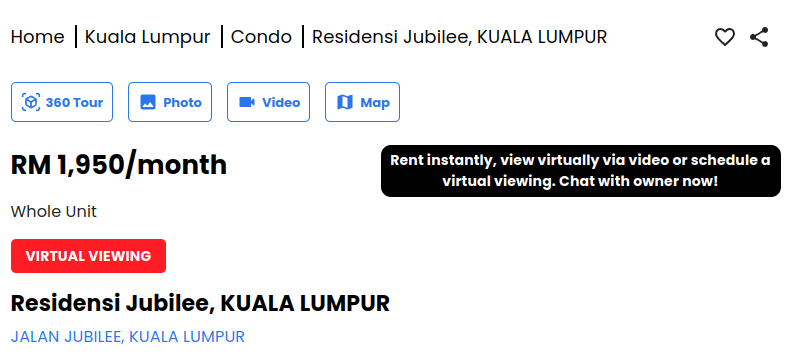 Home
Kuala Lumpur
Condo
Residensi Jubilee, KUALA LUMPUR
360 Tour
Photo
Video
Map
RM 1,950/month
Rent instantly, view virtually via video or schedule a
virtual viewing. Chat with owner now!
Whole Unit
VIRTUAL VIEWING
Residensi Jubilee, KUALA LUMPUR
JALAN JUBILEE, KUALA LUMPUR